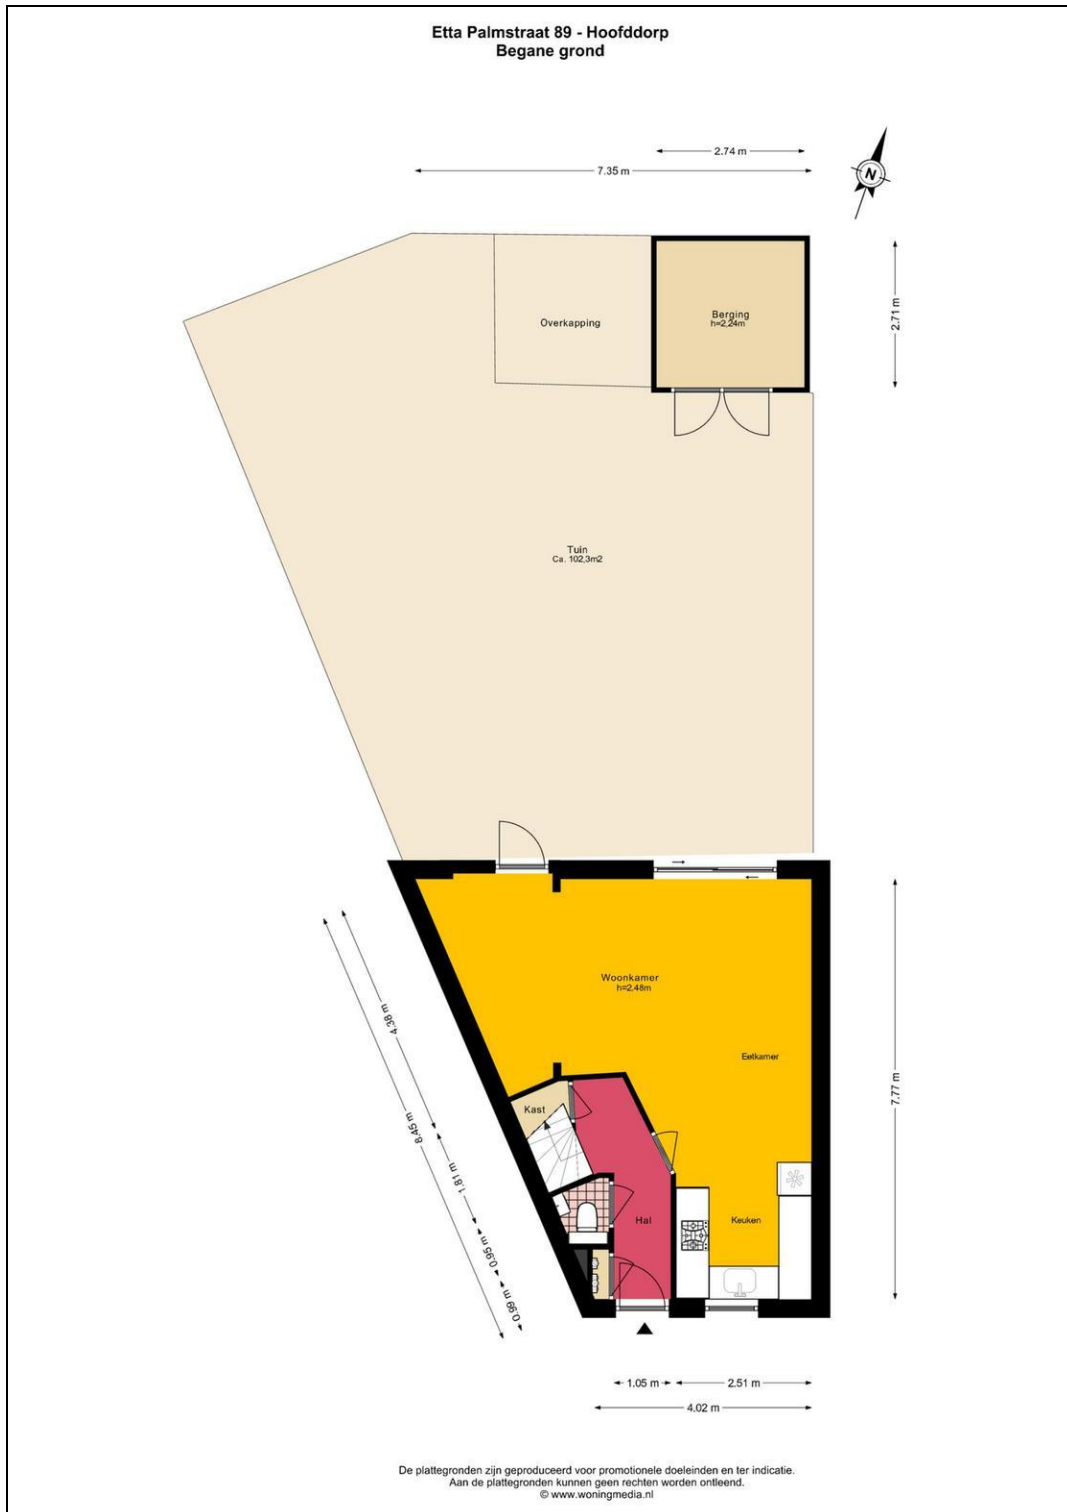 Etta Palmstraat 89 - Hoofddorp
Begane grond
2.74 m
7.35 m
N
2.71 m
Overkapping
Berging
h=2,24m
Tuin
Ca. 102,3m2
Woonkamer
h=2.48m
Eetkamer
4.38 m
8.45 m
7.77 m
Kast
1.81 m
Hal
Keuken
0.95 m
0.99 m
1.05 m
2.51 m
4.02 m
De plattegronden zijn geproduceerd voor promotionele doeleinden en ter indicatie.
Aan de plattegronden kunnen geen rechten worden ontleend.
© www.woningmedia.nl